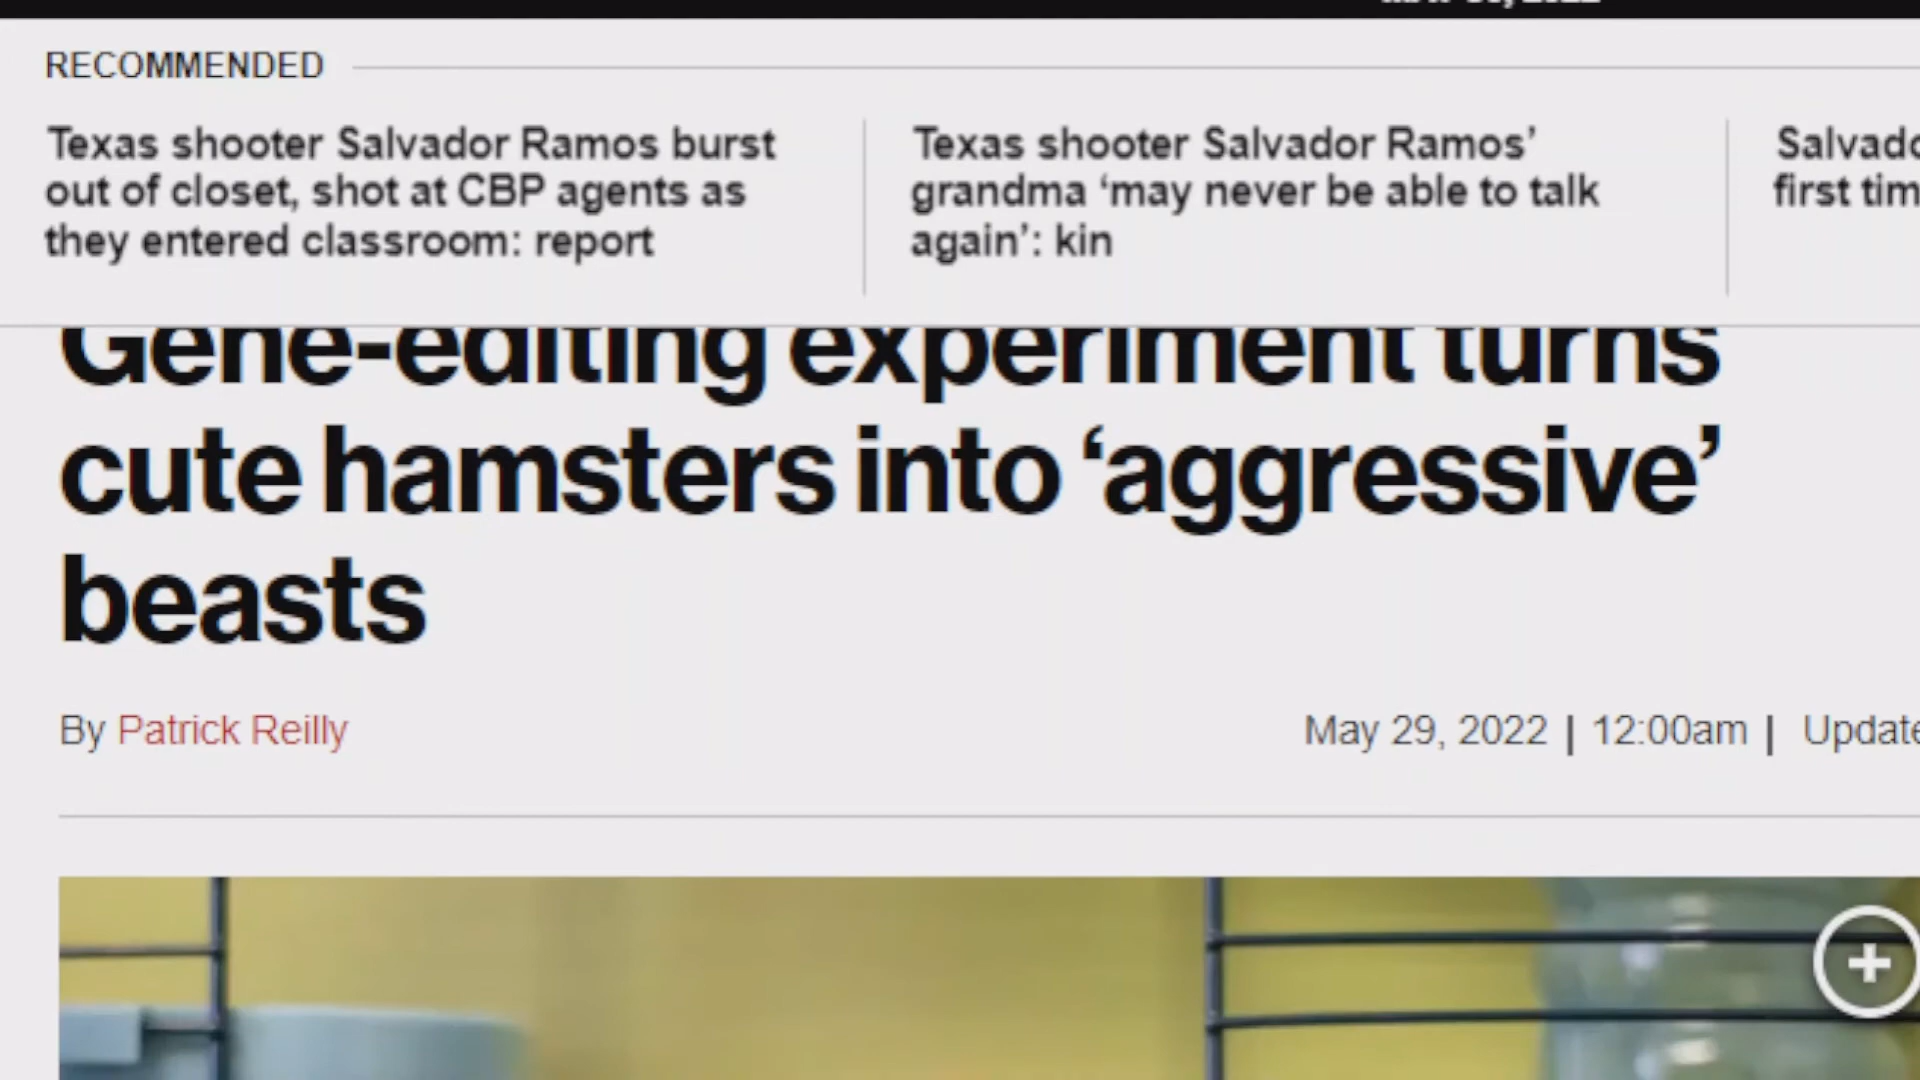 RECOMMENDED
Texas shooter Salvador Ramos burst
out of closet, shot at CBP agents as
they entered classroom: report
Texas shooter Salvador Ramos’
grandma ‘may never be able to talk
again’: kin
first
Gene-editing experiment turns
cute hamsters into ‘aggressive’
beasts
By Patrick Reilly
May 29, 2022 | 12:00am |